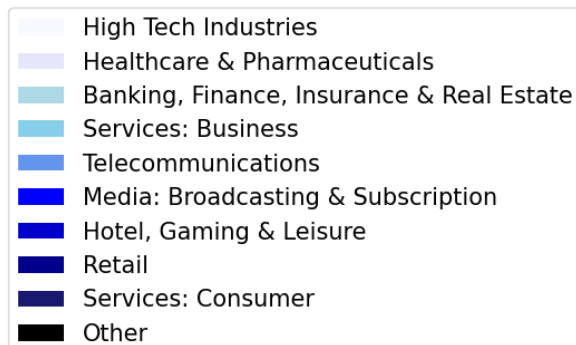 High Tech Industries
Healthcare & Pharmaceuticals
Banking, Finance, Insurance & Real Estate
Services: Business
Telecommunications
Media: Broadcasting & Subscription
Hotel, Gaming & Leisure
Retail
Services: Consumer
Other